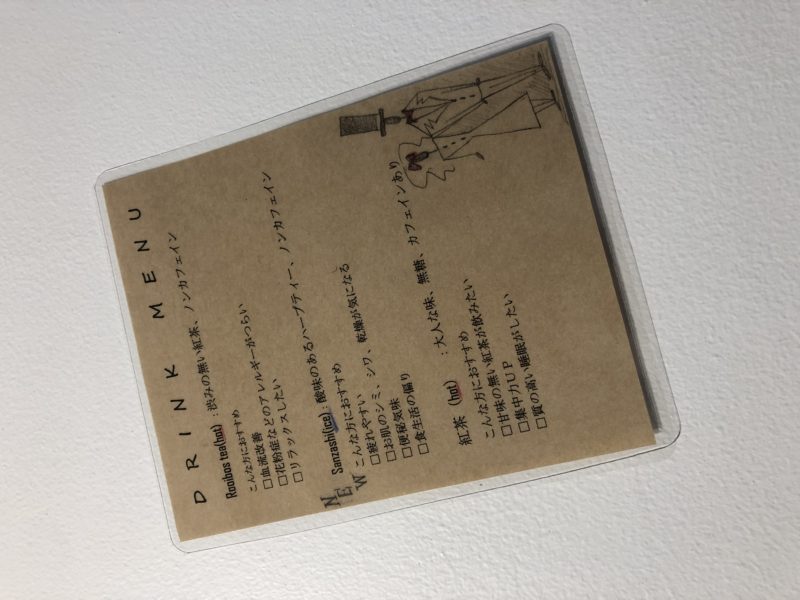 DRINK MENU
Rooibos tea(hot) : 渋みの無い紅茶、ノンカフェイン
こんな方におすすめ
□血流改善
□花粉症などのアレルギーがつらい
□リラックスしたい
NEW
Sanzashi(ice) : 酸味のあるハーブティー、ノンカフェイン
こんな方におすすめ
□疲れやすい
□お肌のシミ、シワ、乾燥が気になる
□便秘気味
□食生活の偏り
紅茶 (hot) : 大人な味、無糖、カフェインあり
こんな方におすすめ
□甘味の無い紅茶が飲みたい
□集中力UP
□質の高い睡眠がしたい